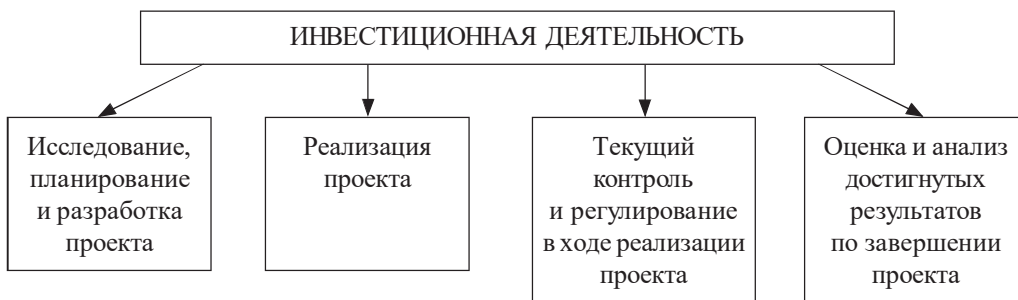 ИНВЕСТИЦИОННАЯ ДЕЯТЕЛЬНОСТЬ
Исследование,
планирование
и разработка
проекта
Реализация
проекта
Текущий
контроль
и регулирование
в ходе реализации
проекта
Оценка и анализ
достигнутых
результатов
по завершении
проекта